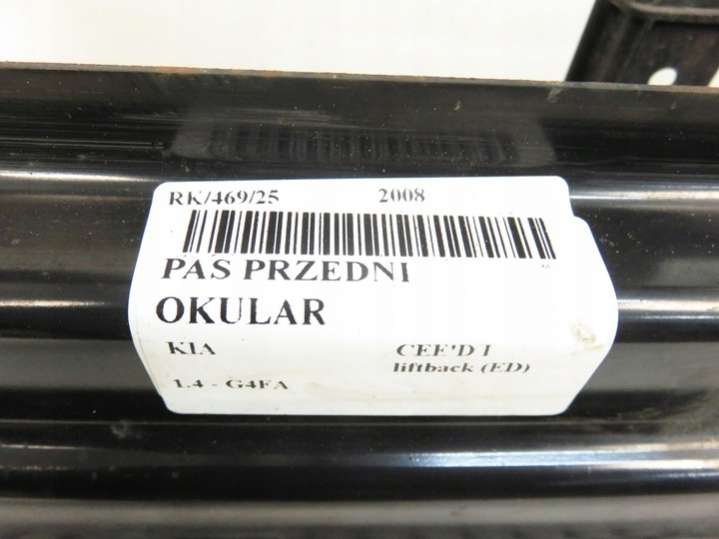 RK/469/25 2008
PAS PRZEDNI
OKULAR
KIA CEE'D I
liftback (ED)
1.4 - G4FA